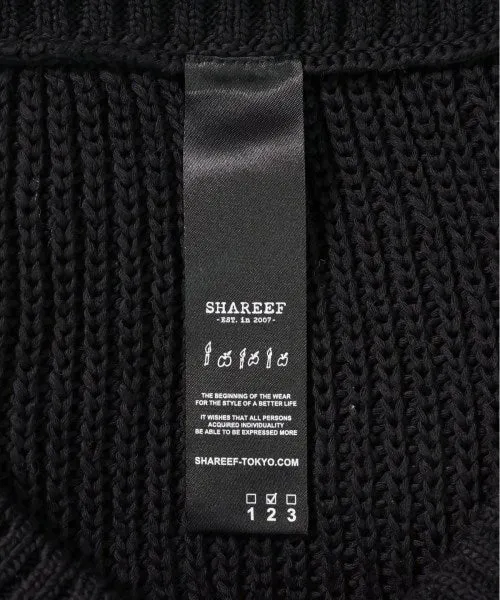 SHAREEF
-EST. in 2007-
THE BEGINNING OF THE WEAR
FOR THE STYLE OF A BETTER LIFE
IT WISHES THAT ALL PERSONS
ACQUIRED INDIVIDUALITY
BE ABLE TO BE EXPRESSED MORE
SHAREEF-TOKYO.COM
☐ ☑ ☐
1 2 3